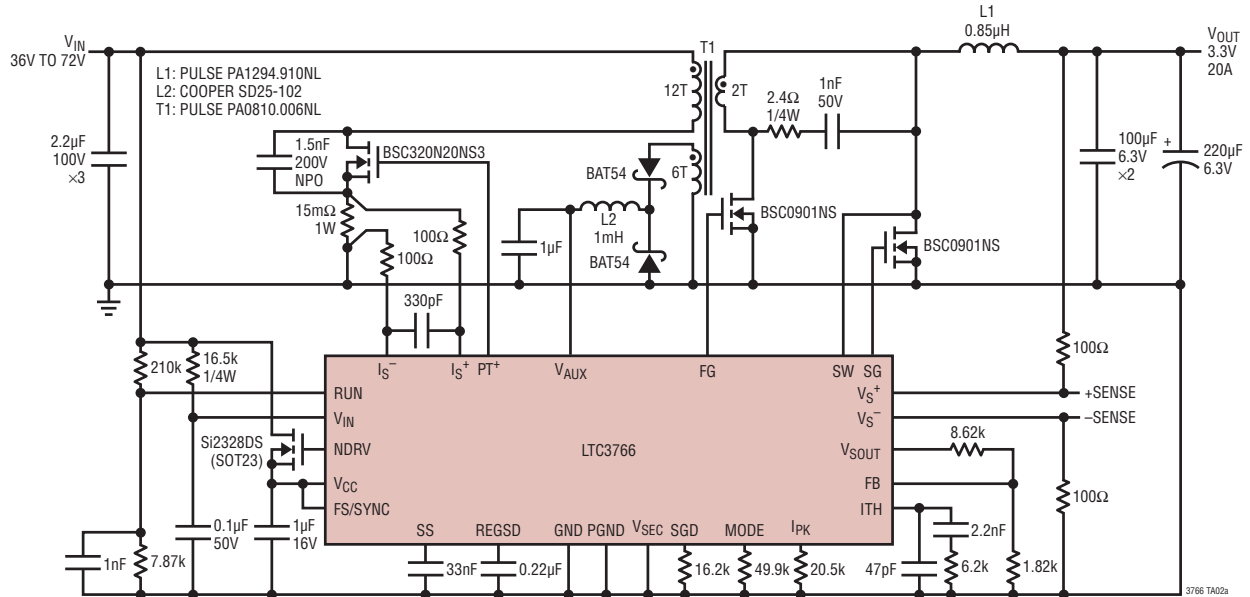 L1
0.85µH
VIN
36V TO 72V
T1
VOUT
3.3V
20A
L1: PULSE PA1294.910NL
L2: COOPER SD25-102
T1: PULSE PA0810.006NL
12T
2T
2.4Ω
1/4W
1nF
50V
2.2µF
100V
×3
1.5nF
200V
NPO
BSC320N20NS3
BAT54
6T
100µF
6.3V
×2
+
220µF
6.3V
15mΩ
1W
100Ω
100Ω
1µF
L2
1mH
BAT54
BSC0901NS
BSC0901NS
330pF
210k
16.5k
1/4W
IS–
IS+
PT+
VAUX
FG
SW
SG
100Ω
RUN
VS+
+SENSE
VIN
VS–
–SENSE
Si2328DS
(SOT23)
NDRV
LTC3766
VSOUT
8.62k
VCC
FB
FS/SYNC
ITH
100Ω
0.1µF
50V
1µF
16V
SS
REGSD
GND
PGND
VSEC
SGD
MODE
IPK
2.2nF
1nF
7.87k
33nF
0.22µF
16.2k
49.9k
20.5k
47pF
6.2k
1.82k
3766 TA02a